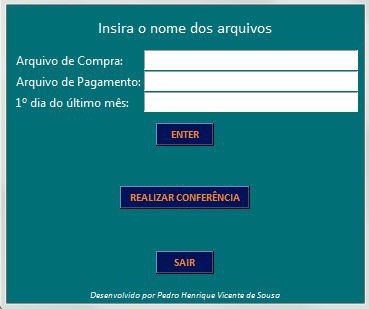 Insira o nome dos arquivos
Arquivo de Compra:
Arquivo de Pagamento:
1º dia do último mês:
ENTER
REALIZAR CONFERÊNCIA
SAIR
Desenvolvido por Pedro Henrique Vicente de Sousa